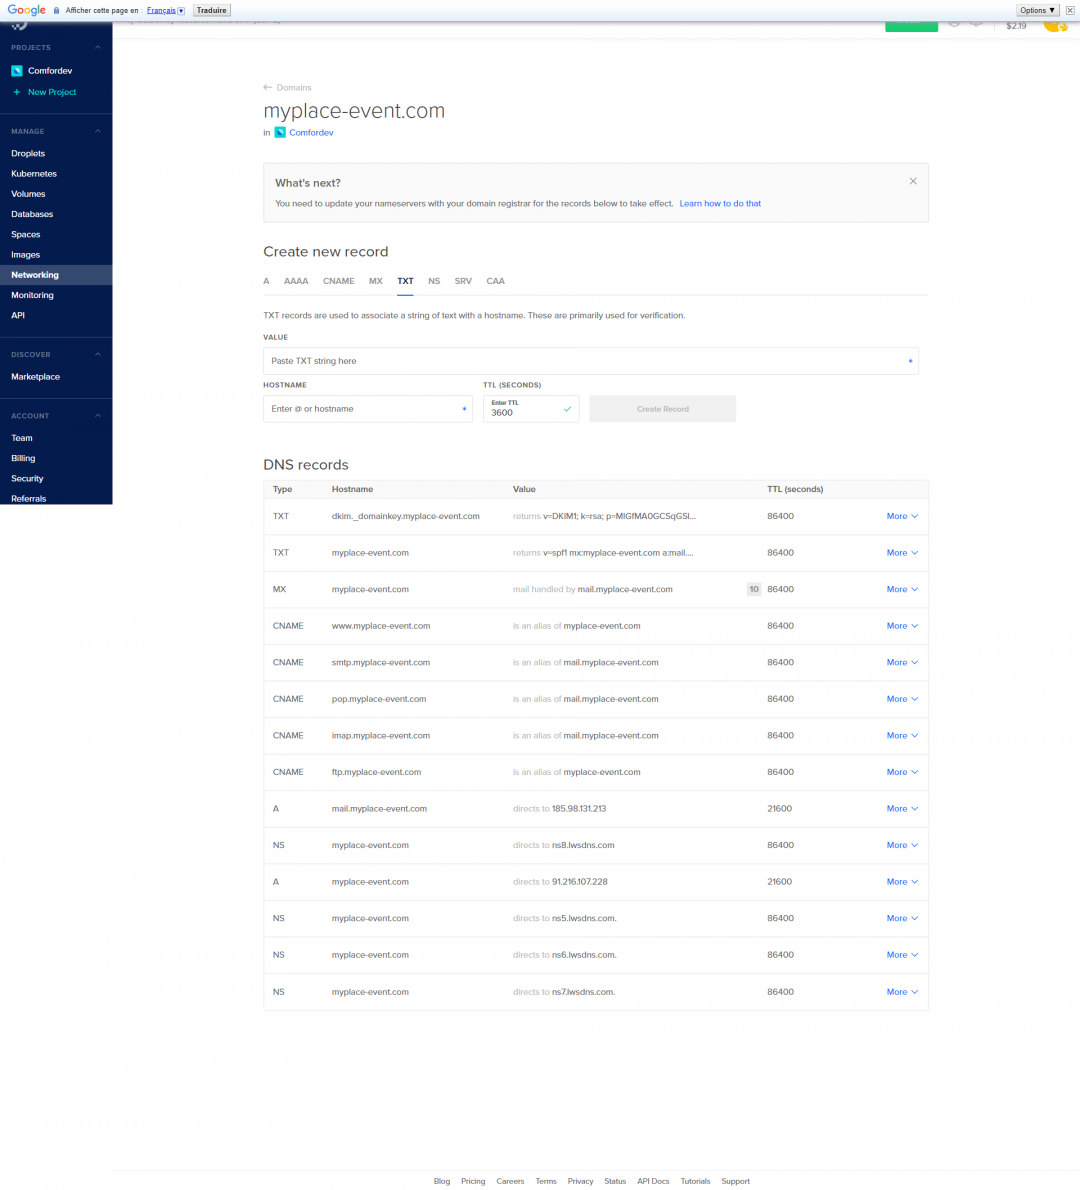 Google Afficher cette page en : Français Traduire Options ▼
$2.19
PROJECTS
Comfordev
+ New Project
MANAGE
Droplets
Kubernetes
Volumes
Databases
Spaces
Images
Networking
Monitoring
API
DISCOVER
Marketplace
ACCOUNT
Team
Billing
Security
Referrals
← Domains
myplace-event.com
in Comfordev
What's next?
You need to update your nameservers with your domain registrar for the records below to take effect. Learn how to do that
Create new record
A AAAA CNAME MX TXT NS SRV CAA
TXT records are used to associate a string of text with a hostname. These are primarily used for verification.
VALUE
Paste TXT string here *
HOSTNAME TTL (SECONDS)
Enter @ or hostname * Enter TTL 3600 Create Record
DNS records
Type Hostname Value TTL (seconds)
TXT dkim._domainkey.myplace-event.com returns v=DKIM1; k=rsa; p=MIGfMA0GCSqGSI... 86400 More
TXT myplace-event.com returns v=spf1 mx:myplace-event.com a:mail.... 86400 More
MX myplace-event.com mail handled by mail.myplace-event.com 10 86400 More
CNAME www.myplace-event.com is an alias of myplace-event.com 86400 More
CNAME smtp.myplace-event.com is an alias of mail.myplace-event.com 86400 More
CNAME pop.myplace-event.com is an alias of mail.myplace-event.com 86400 More
CNAME imap.myplace-event.com is an alias of mail.myplace-event.com 86400 More
CNAME ftp.myplace-event.com is an alias of myplace-event.com 86400 More
A mail.myplace-event.com directs to 185.98.131.213 21600 More
NS myplace-event.com directs to ns8.lwsdns.com 86400 More
A myplace-event.com directs to 91.216.107.228 21600 More
NS myplace-event.com directs to ns5.lwsdns.com. 86400 More
NS myplace-event.com directs to ns6.lwsdns.com. 86400 More
NS myplace-event.com directs to ns7.lwsdns.com. 86400 More
Blog Pricing Careers Terms Privacy Status API Docs Tutorials Support